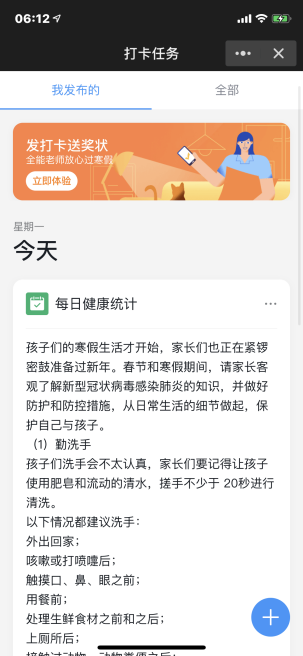 06:12
打卡任务
我发布的
全部
发打卡送奖状
全能老师放心过寒假
立即体验
星期一
今天
每日健康统计
孩子们的寒假生活才开始，家长们也正在紧锣
密鼓准备过新年。春节和寒假期间，请家长客
观了解新型冠状病毒感染肺炎的知识，并做好
防护和防控措施，从日常生活的细节做起，保
护自己与孩子。
（1）勤洗手
孩子们洗手会不太认真，家长们要记得让孩子
使用肥皂和流动的清水，搓手不少于 20秒进行
清洗。
以下情况都建议洗手：
外出回家；
咳嗽或打喷嚏后；
触摸口、鼻、眼之前；
用餐前；
处理生鲜食材之前和之后；
上厕所后；
接触过动物、动物粪便之后；